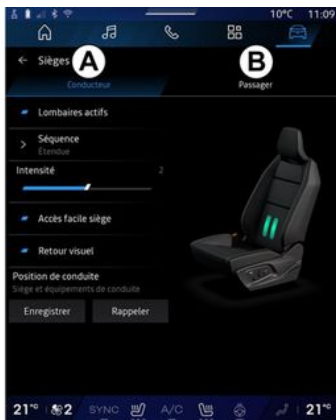 10°C 11:09
Sièges
A
B
Conducteur
Passager
Lombaires actifs
Séquence
Étendue
Intensité 2
Accès facile siège
Retour visuel
Position de conduite
Siège et équipements de conduite
Enregistrer Rappeler
21°° 2 SYNC A/C 21°°